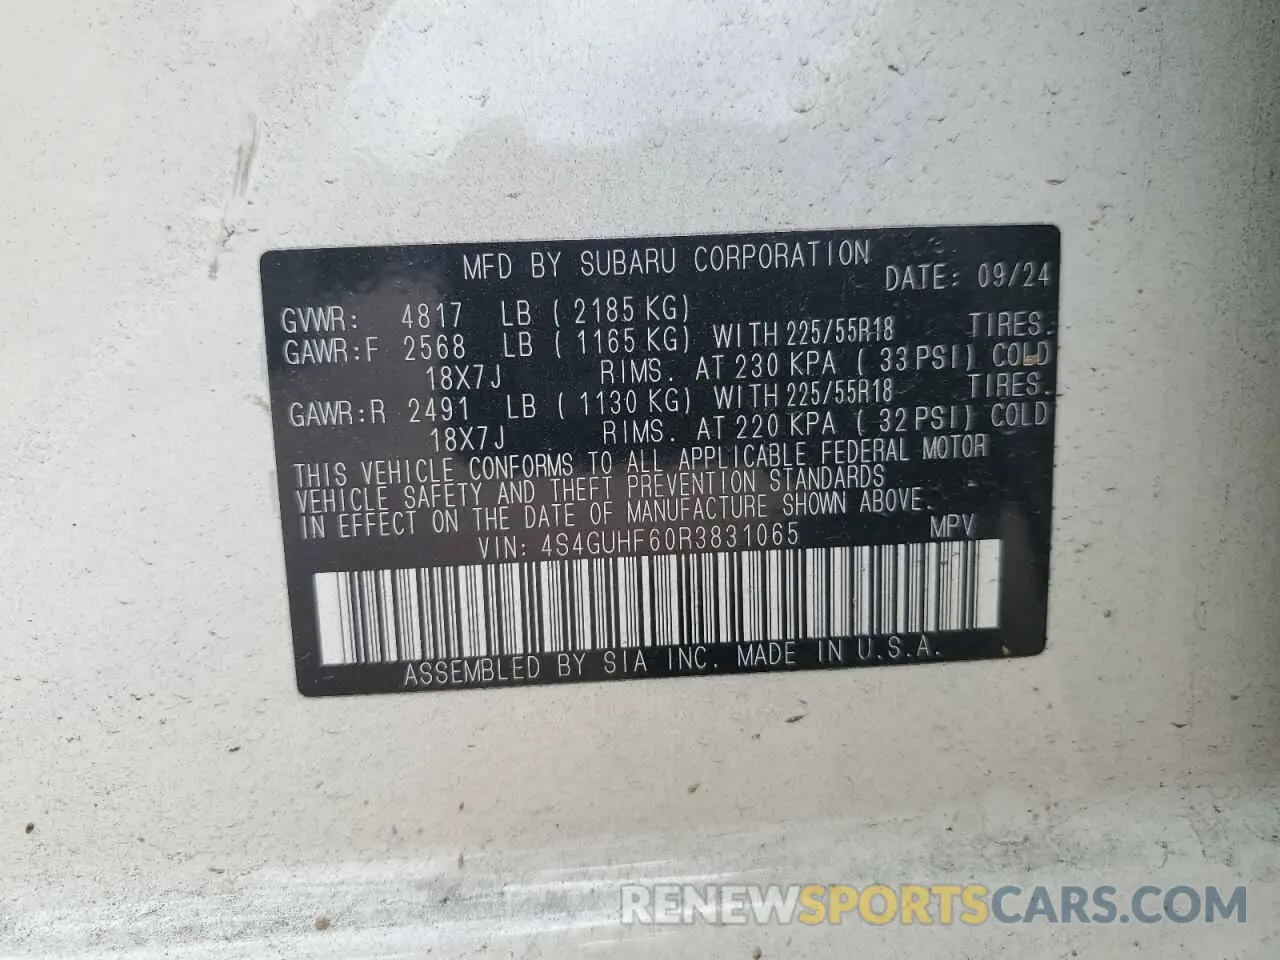 MFD BY SUBARU CORPORATION
DATE: 09/24
GVWR: 4817 LB ( 2185 KG)
GAWR:F 2568 LB ( 1165 KG) WITH 225/55R18 TIRES.
18X7J RIMS. AT 230 KPA ( 33 PSI) COLD
GAWR:R 2491 LB ( 1130 KG) WITH 225/55R18 TIRES.
18X7J RIMS. AT 220 KPA ( 32 PSI) COLD
THIS VEHICLE CONFORMS TO ALL APPLICABLE FEDERAL MOTOR
VEHICLE SAFETY AND THEFT PREVENTION STANDARDS
IN EFFECT ON THE DATE OF MANUFACTURE SHOWN ABOVE.
VIN: 4S4GUHF60R3831065 MPV
ASSEMBLED BY SIA INC. MADE IN U.S.A.
RENEWSPORTSCARS.COM